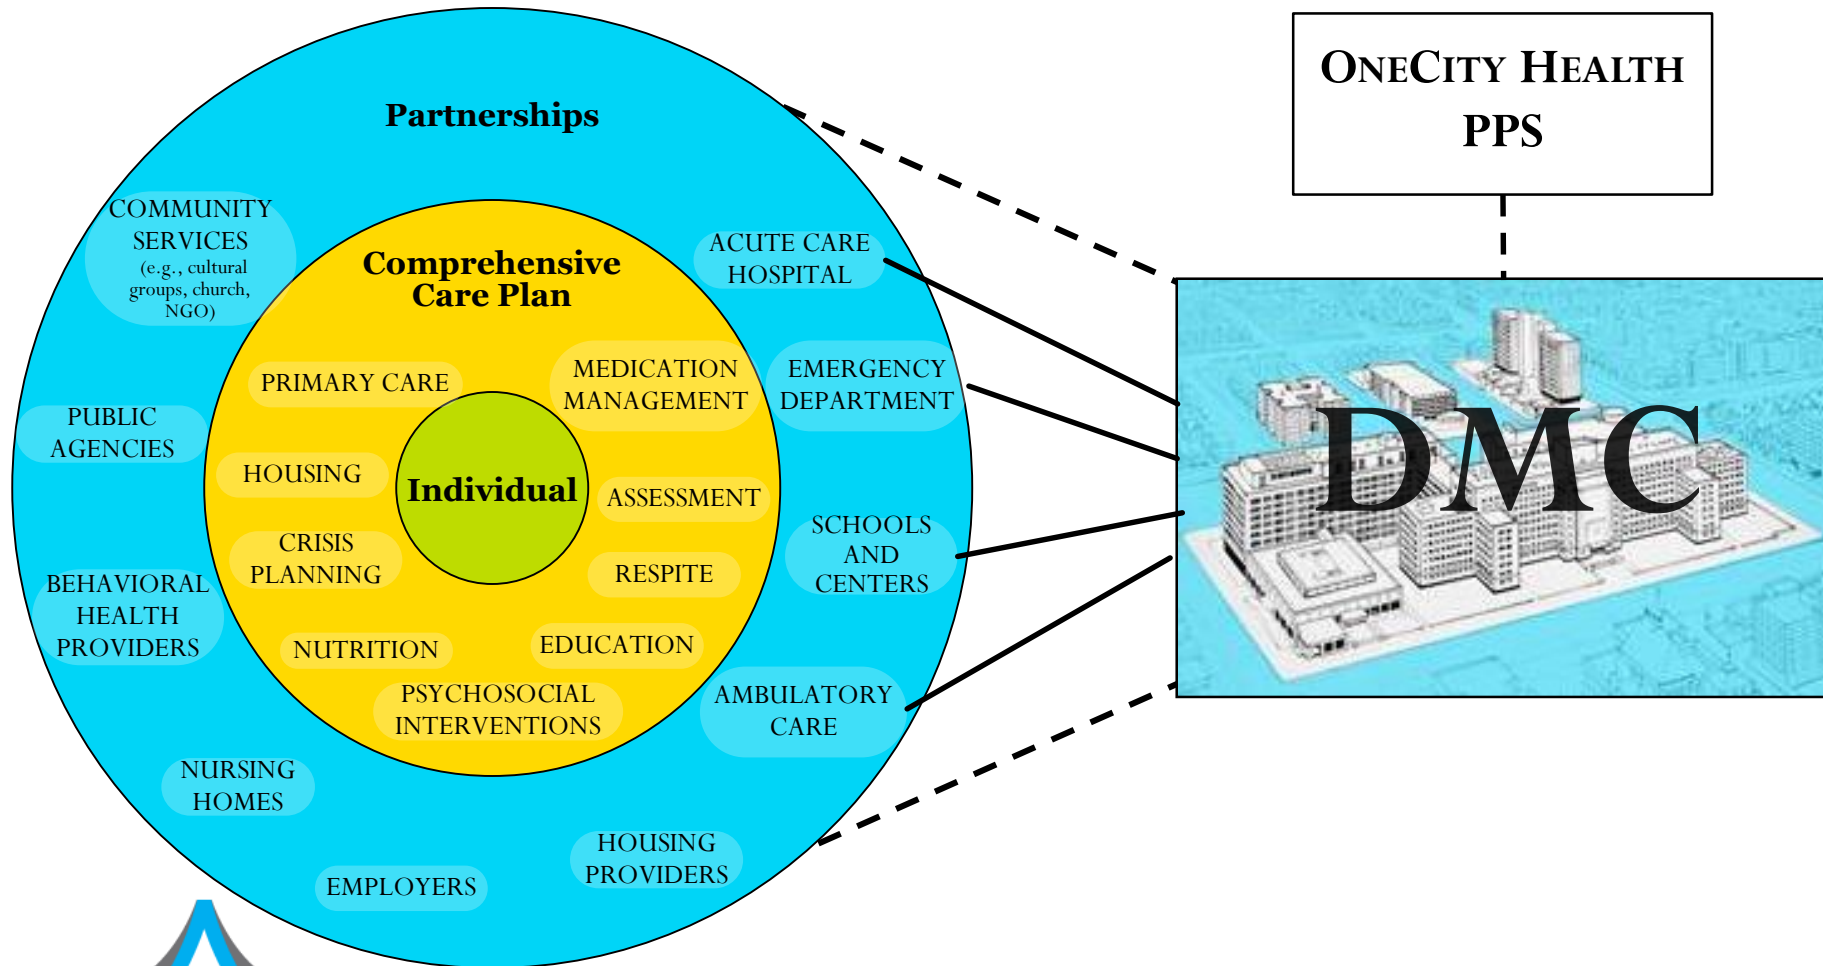 Partnerships
COMMUNITY
SERVICES
(e.g., cultural
groups, church,
NGO)
PUBLIC
AGENCIES
BEHAVIORAL
HEALTH
PROVIDERS
NURSING
HOMES
EMPLOYERS
HOUSING
PROVIDERS
AMBULATORY
CARE
SCHOOLS
AND
CENTERS
EMERGENCY
DEPARTMENT
ACUTE CARE
HOSPITAL
Comprehensive
Care Plan
PRIMARY CARE
MEDICATION
MANAGEMENT
HOUSING
ASSESSMENT
CRISIS
PLANNING
RESPITE
NUTRITION
EDUCATION
PSYCHOSOCIAL
INTERVENTIONS
Individual
ONECITY HEALTH
PPS
DMC